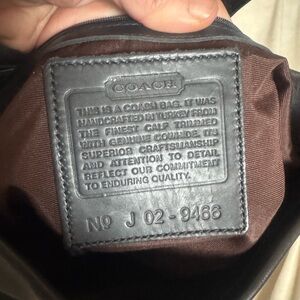 COACH
THIS IS A COACH BAG. IT WAS
HANDCRAFTED IN TURKEY FROM
THE FINEST CALF TRIMMED
WITH GENUINE COWHIDE. ITS
SUPERIOR CRAFTSMANSHIP
AND ATTENTION TO DETAIL
REFLECT OUR COMMITMENT
TO ENDURING QUALITY.
Nº J 02-9466